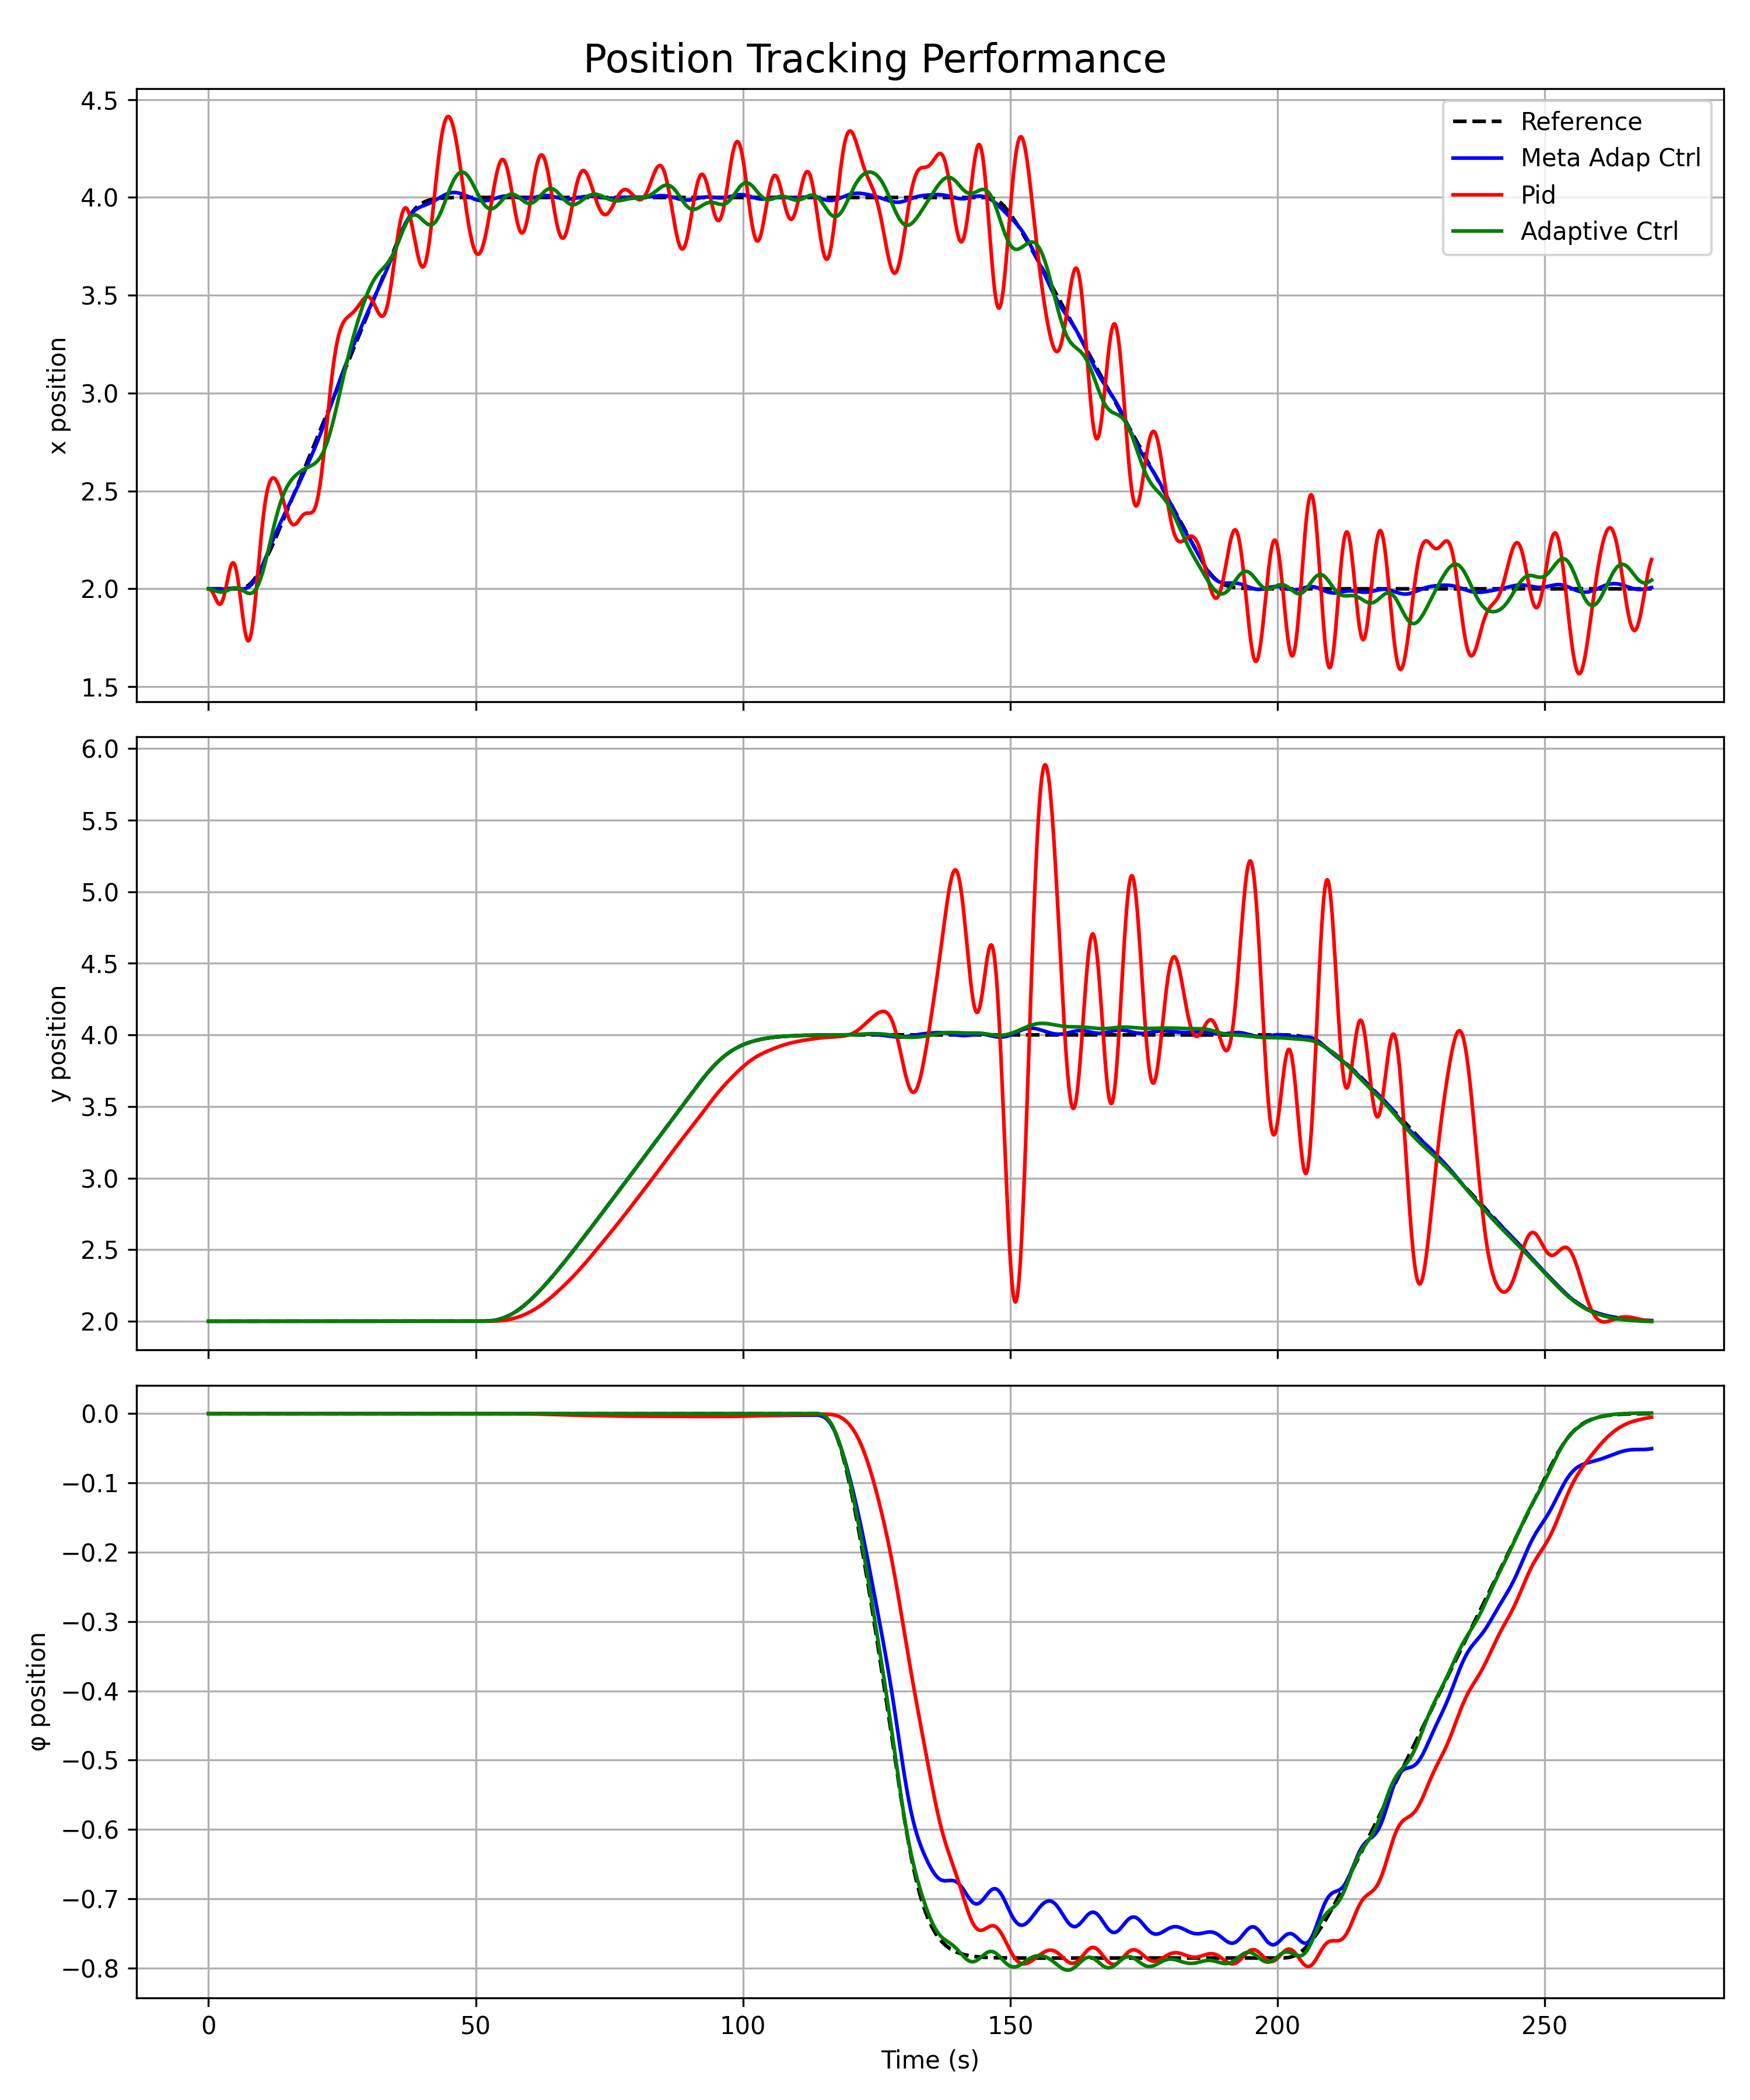 Position Tracking Performance
4.5
4.0
3.5
3.0
2.5
2.0
1.5
x position
Reference
Meta Adap Ctrl
Pid
Adaptive Ctrl
6.0
5.5
5.0
4.5
4.0
3.5
3.0
2.5
2.0
y position
0.0
−0.1
−0.2
−0.3
−0.4
−0.5
−0.6
−0.7
−0.8
φ position
0 50 100 150 200 250
Time (s)